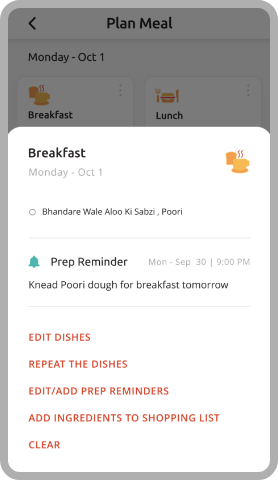 Plan Meal
Monday - Oct 1
Breakfast
Lunch
Breakfast
Monday - Oct 1
Bhandare Wale Aloo Ki Sabzi , Poori
Prep Reminder
Mon - Sep 30 | 9:00 PM
Knead Poori dough for breakfast tomorrow
EDIT DISHES
REPEAT THE DISHES
EDIT/ADD PREP REMINDERS
ADD INGREDIENTS TO SHOPPING LIST
CLEAR